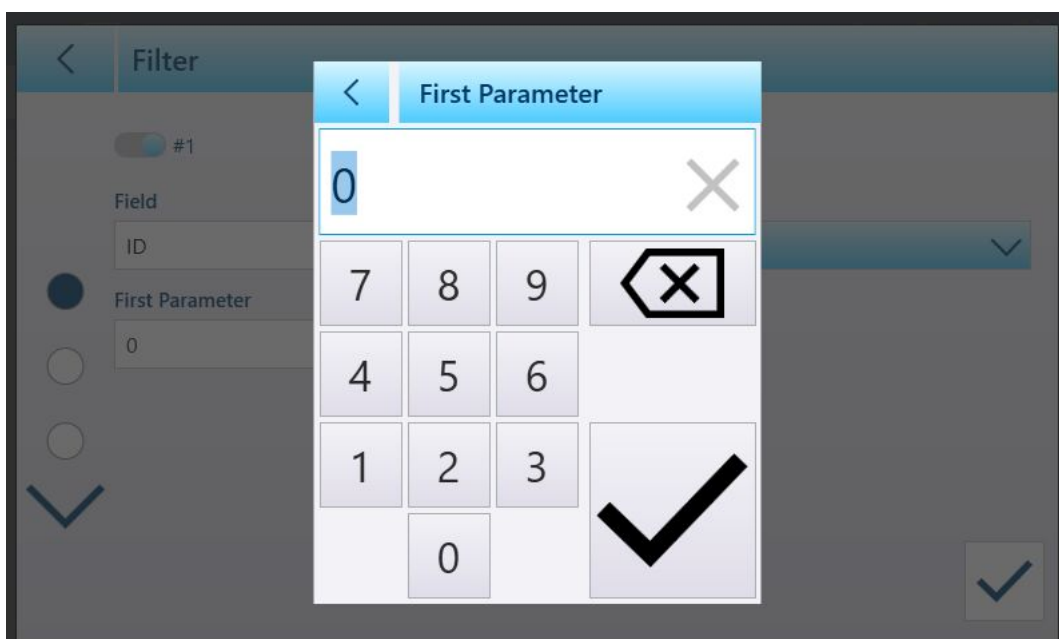 Filter
First Parameter
#1
0
Field
ID
7 8 9
First Parameter
0
4 5 6
1 2 3
0